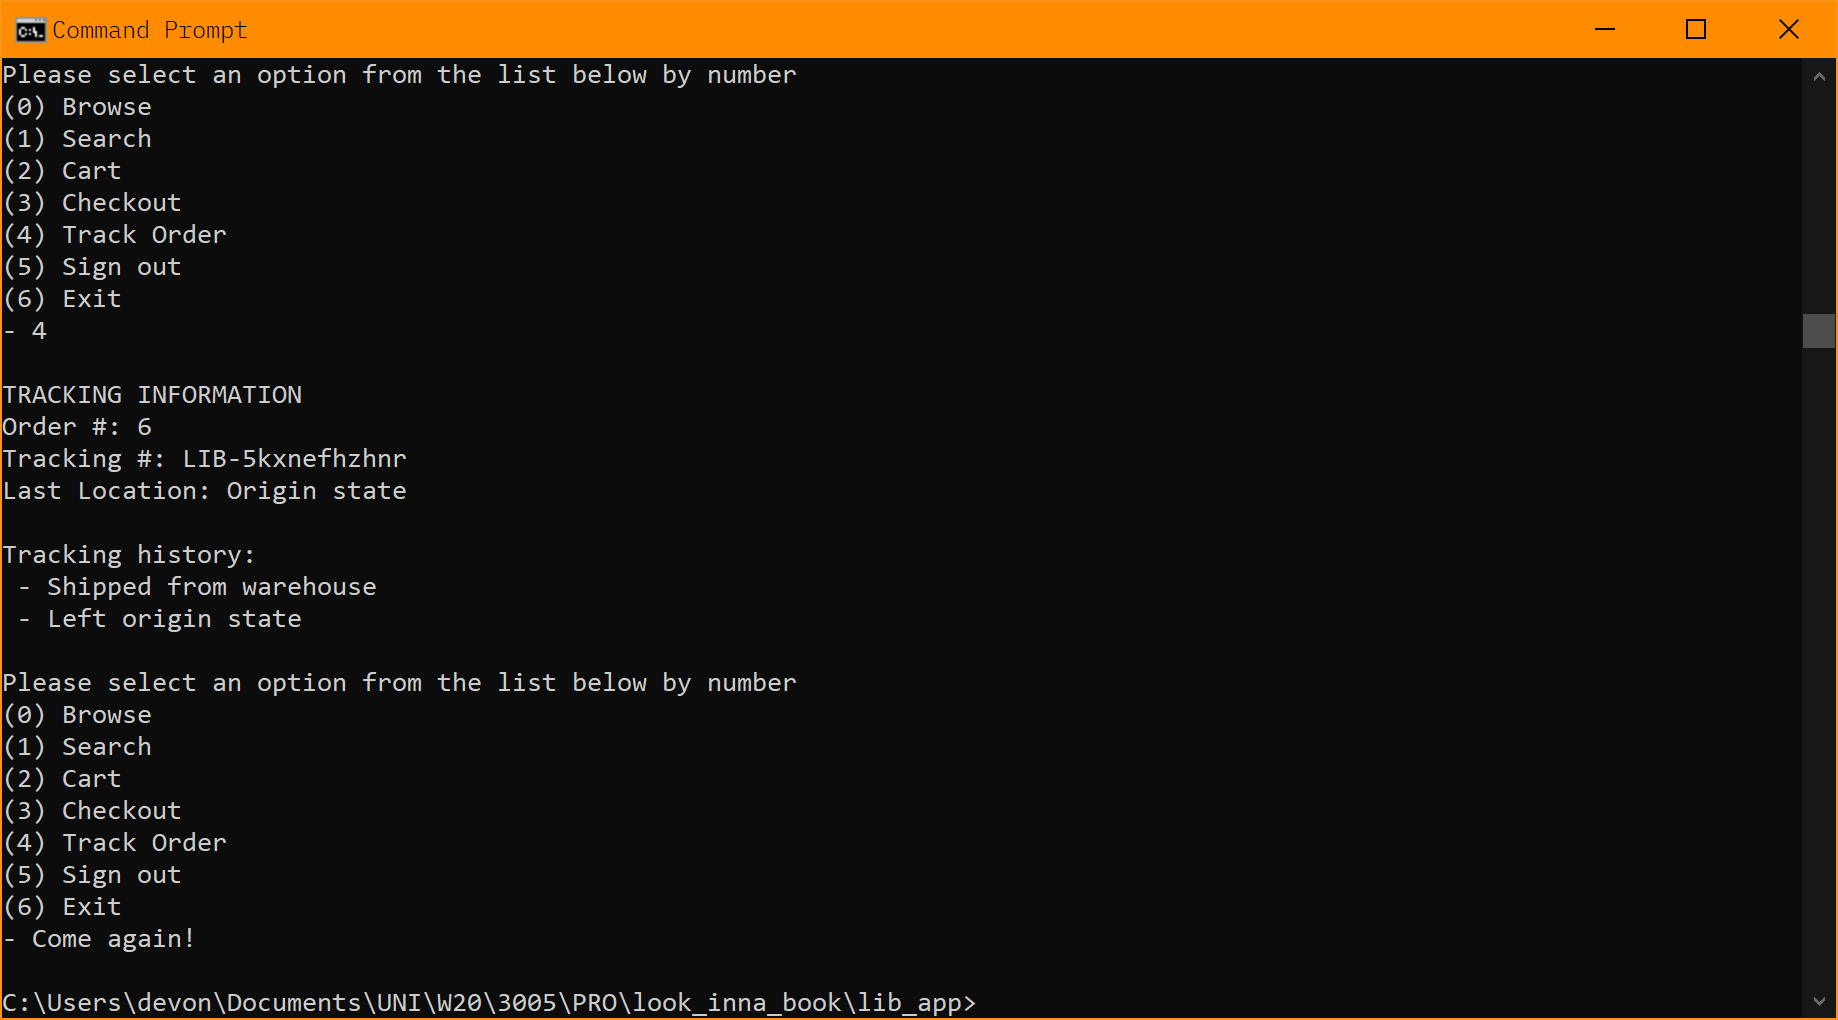 Command Prompt
Please select an option from the list below by number
(0) Browse
(1) Search
(2) Cart
(3) Checkout
(4) Track Order
(5) Sign out
(6) Exit
- 4
TRACKING INFORMATION
Order #: 6
Tracking #: LIB-5kxnefhzhnr
Last Location: Origin state
Tracking history:
 - Shipped from warehouse
 - Left origin state
Please select an option from the list below by number
(0) Browse
(1) Search
(2) Cart
(3) Checkout
(4) Track Order
(5) Sign out
(6) Exit
- Come again!
C:\Users\devon\Documents\UNI\W20\3005\PRO\look_inna_book\lib_app>